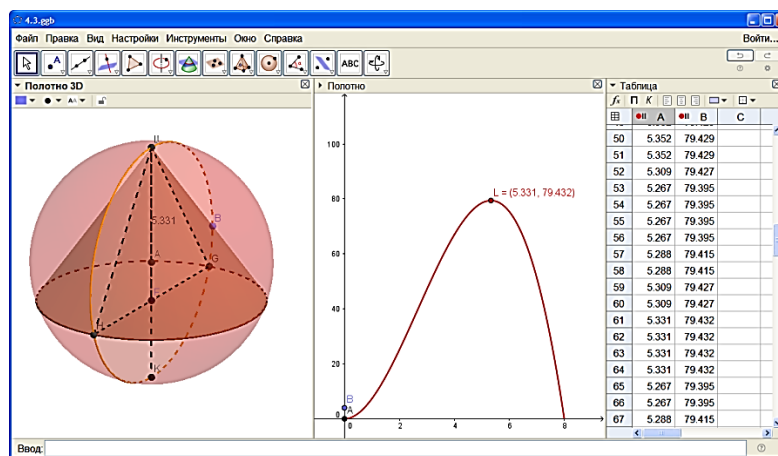 4.3.ggb
Файл Правка Вид Настройки Инструменты Окно Справка
Войти...
ABC
Полотно 3D
Полотно
Таблица
AA
fx П К
A B C
50 5.352 79.429
51 5.352 79.429
52 5.309 79.427
53 5.267 79.395
54 5.267 79.395
55 5.267 79.395
56 5.267 79.395
57 5.288 79.415
58 5.288 79.415
59 5.309 79.427
60 5.309 79.427
61 5.331 79.432
62 5.331 79.432
63 5.331 79.432
64 5.331 79.432
65 5.267 79.395
66 5.267 79.395
67 5.288 79.415
5.331
B
A
G
K
100
80
60
40
20
0
L = (5.331, 79.432)
B
A
0 2 4 6 8
Ввод: